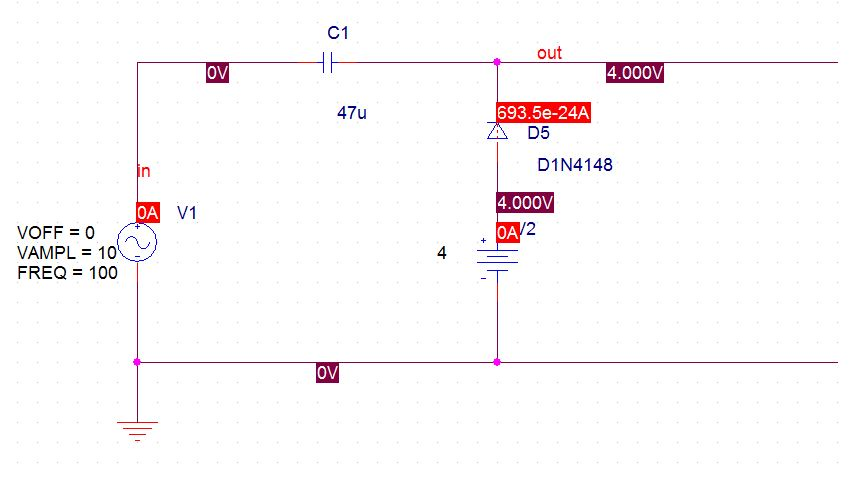 C1
out
0V
4.000V
47u
693.5e-24A
D5
D1N4148
in
4.000V
0A
V1
VOFF = 0
VAMPL = 10
FREQ = 100
+
-
0A
/2
+
4
-
0V